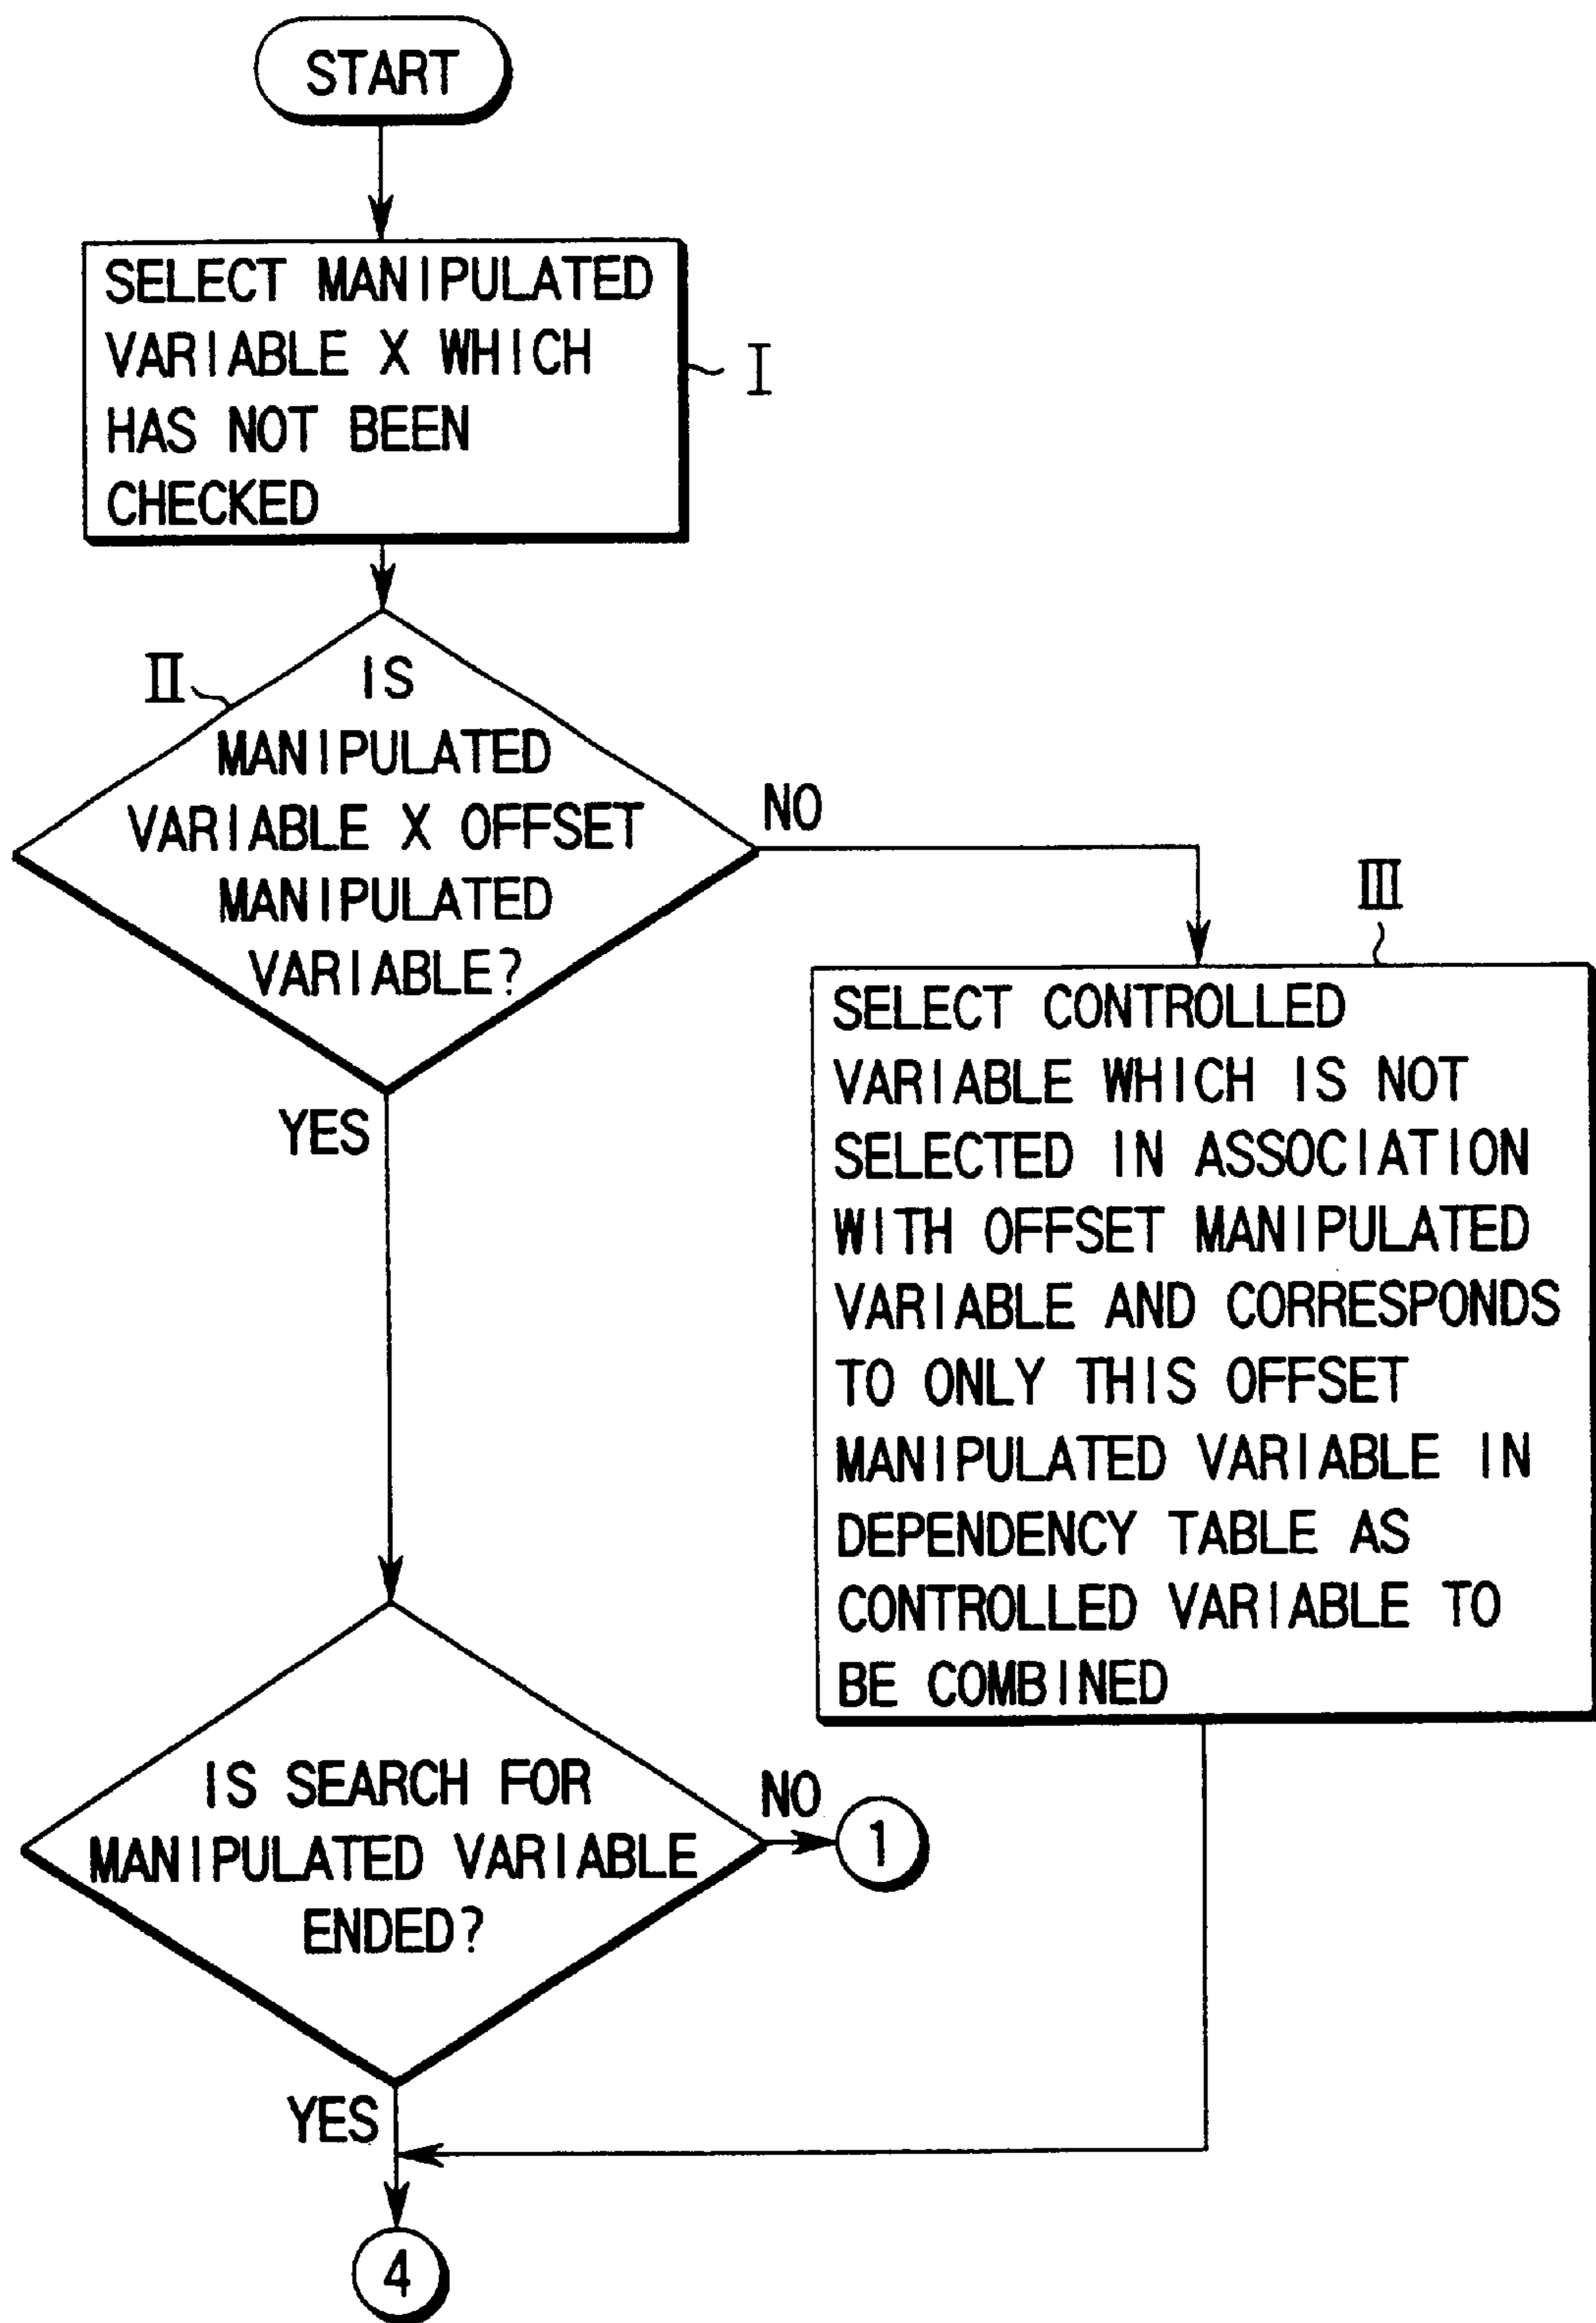 START
SELECT MANIPULATED
VARIABLE X WHICH
HAS NOT BEEN
CHECKED
I
II
IS
MANIPULATED
VARIABLE X OFFSET
MANIPULATED
VARIABLE?
NO
YES
III
SELECT CONTROLLED
VARIABLE WHICH IS NOT
SELECTED IN ASSOCIATION
WITH OFFSET MANIPULATED
VARIABLE AND CORRESPONDS
TO ONLY THIS OFFSET
MANIPULATED VARIABLE IN
DEPENDENCY TABLE AS
CONTROLLED VARIABLE TO
BE COMBINED
IS SEARCH FOR
MANIPULATED VARIABLE
ENDED?
NO
1
YES
4